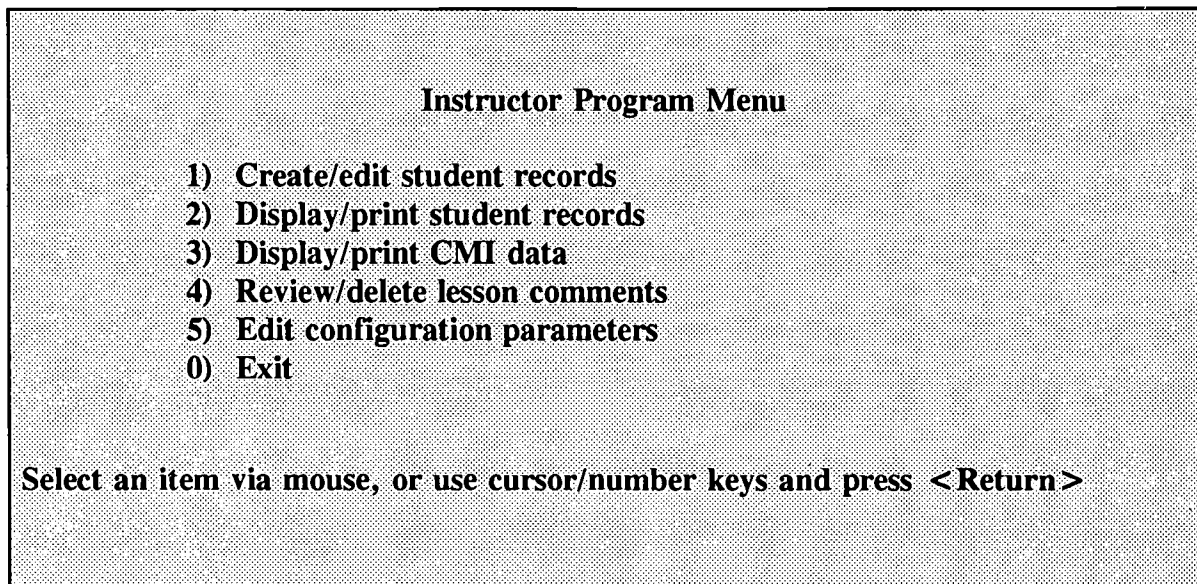 Instructor Program Menu
1) Create/edit student records
2) Display/print student records
3) Display/print CMI data
4) Review/delete lesson comments
5) Edit configuration parameters
0) Exit
Select an item via mouse, or use cursor/number keys and press <Return>